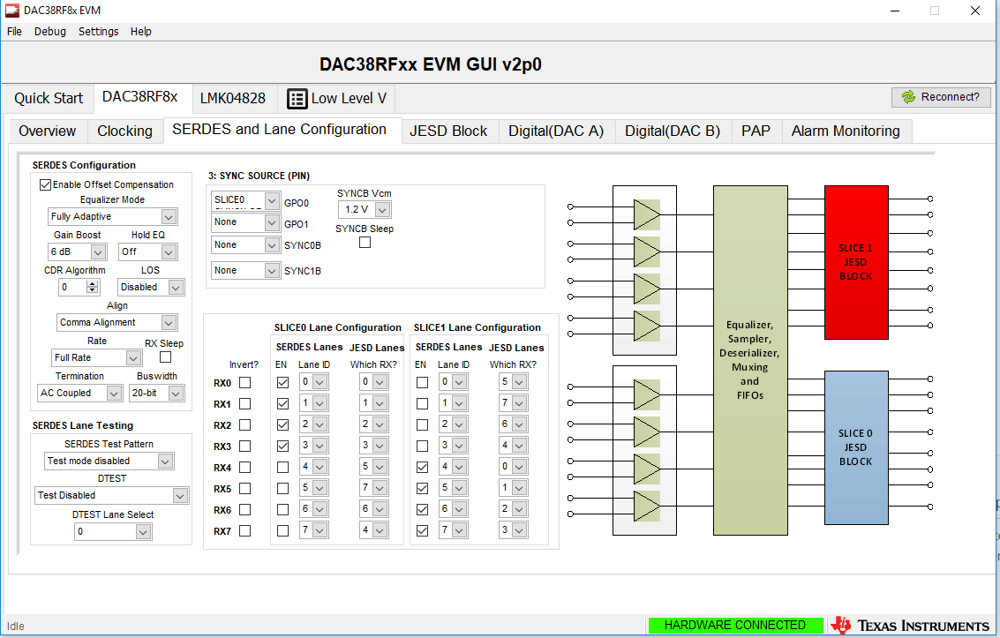 DAC38RF8x EVM
File Debug Settings Help
DAC38RFxx EVM GUI v2p0
Quick Start DAC38RF8x LMK04828 Low Level V Reconnect?
Overview Clocking SERDES and Lane Configuration JESD Block Digital(DAC A) Digital(DAC B) PAP Alarm Monitoring
SERDES Configuration
Enable Offset Compensation
Equalizer Mode
Fully Adaptive
Gain Boost Hold EQ
6 dB Off
CDR Algorithm LOS
0 Disabled
Align
Comma Alignment
Rate RX Sleep
Full Rate
Termination Buswidth
AC Coupled 20-bit
SERDES Lane Testing
SERDES Test Pattern
Test mode disabled
DTEST
Test Disabled
DTEST Lane Select
0
3: SYNC SOURCE (PIN)
SLICE0 GPO0
None GPO1
None SYNC0B
None SYNC1B
SYNCB Vcm
1.2 V
SYNCB Sleep
SLICE0 Lane Configuration SLICE1 Lane Configuration
SERDES Lanes JESD Lanes SERDES Lanes JESD Lanes
Invert? EN Lane ID Which RX? EN Lane ID Which RX?
RX0 0 0 0 5
RX1 1 1 1 7
RX2 2 2 2 6
RX3 3 3 3 4
RX4 4 5 4 0
RX5 5 7 5 1
RX6 6 6 6 2
RX7 7 4 7 3
Equalizer,
Sampler,
Deserializer,
Muxing
and
FIFOs
SLICE 1
JESD
BLOCK
SLICE 0
JESD
BLOCK
Idle
HARDWARE CONNECTED
TEXAS INSTRUMENTS